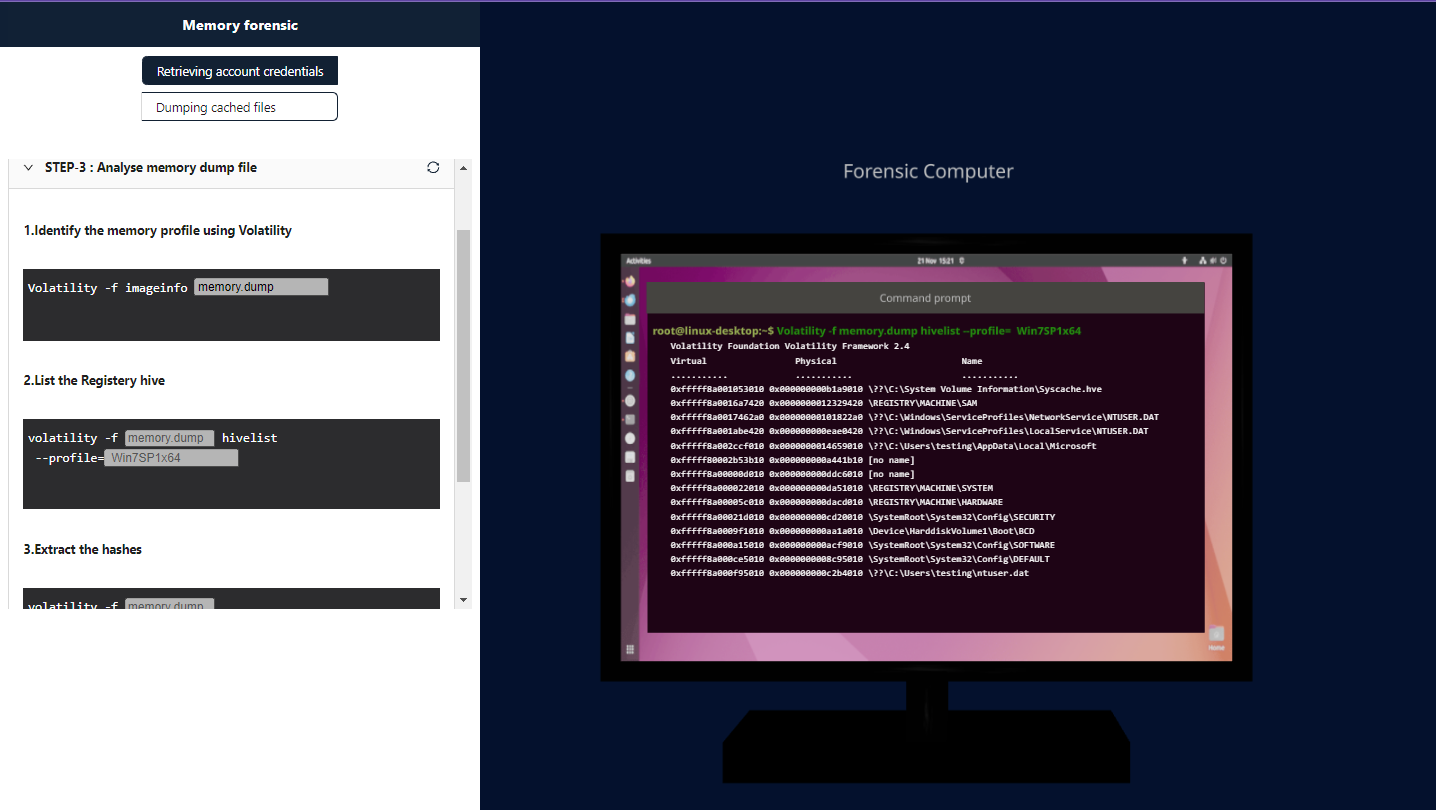 Memory forensic
Retrieving account credentials
Dumping cached files
STEP-3 : Analyse memory dump file
1.Identify the memory profile using Volatility
Volatility -f imageinfo memory.dump
2.List the Registery hive
volatility -f memory.dump hivelist
--profile= Win7SP1x64
3.Extract the hashes
volatility -f memory.dump
Forensic Computer
Activities 21 Nov 15:21
Command prompt
root@linux-desktop:~$ Volatility -f memory.dump hivelist --profile= Win7SP1x64
Volatility Foundation Volatility Framework 2.4
Virtual Physical Name
........... ........... ...........
0xfffff8a001053010 0x000000000b1a9010 \??\C:\System Volume Information\Syscache.hve
0xfffff8a0016a7420 0x0000000012329420 \REGISTRY\MACHINE\SAM
0xfffff8a0017462a0 0x00000000101822a0 \??\C:\Windows\ServiceProfiles\NetworkService\NTUSER.DAT
0xfffff8a001abe420 0x000000000eae0420 \??\C:\Windows\ServiceProfiles\LocalService\NTUSER.DAT
0xfffff8a002ccf010 0x0000000014659010 \??\C:\Users\testing\AppData\Local\Microsoft
0xfffff80002b53b10 0x000000000a441b10 [no name]
0xfffff8a00000d010 0x000000000ddc6010 [no name]
0xfffff8a000022010 0x000000000da51010 \REGISTRY\MACHINE\SYSTEM
0xfffff8a00005c010 0x000000000dacd010 \REGISTRY\MACHINE\HARDWARE
0xfffff8a00021d010 0x000000000cd20010 \SystemRoot\System32\Config\SECURITY
0xfffff8a0009f1010 0x000000000aa1a010 \Device\HarddiskVolume1\Boot\BCD
0xfffff8a000a15010 0x000000000acf9010 \SystemRoot\System32\Config\SOFTWARE
0xfffff8a000ce5010 0x0000000008c95010 \SystemRoot\System32\Config\DEFAULT
0xfffff8a000f95010 0x000000000c2b4010 \??\C:\Users\testing\ntuser.dat
Home